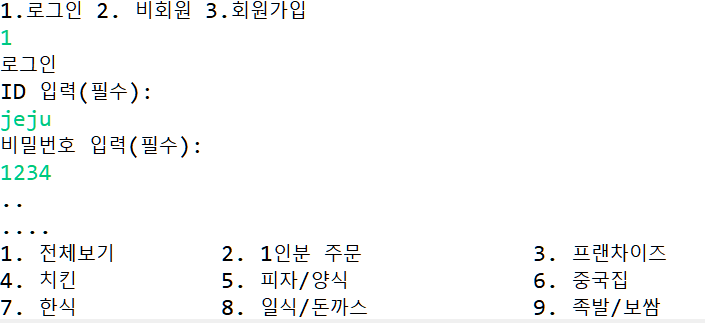 1.로그인 2. 비회원 3.회원가입
1
로그인
ID 입력(필수):
jeju
비밀번호 입력(필수):
1234
..
....
1. 전체보기 2. 1인분 주문 3. 프랜차이즈
4. 치킨 5. 피자/양식 6. 중국집
7. 한식 8. 일식/돈까스 9. 족발/보쌈